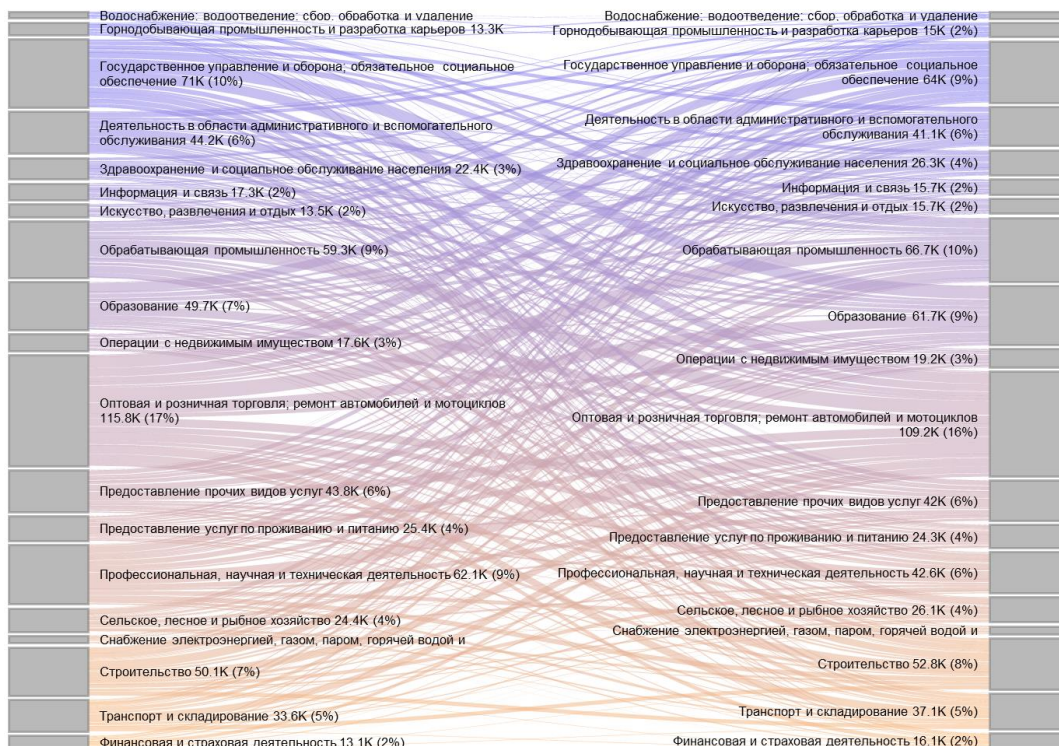 Водоснабжение; водоотведение; сбор, обработка и удаление
Горнодобывающая промышленность и разработка карьеров 13.3K
Государственное управление и оборона; обязательное социальное
обеспечение 71K (10%)
Деятельность в области административного и вспомогательного
обслуживания 44.2K (6%)
Здравоохранение и социальное обслуживание населения 22.4K (3%)
Информация и связь 17.3K (2%)
Искусство, развлечения и отдых 13.5K (2%)
Обрабатывающая промышленность 59.3K (9%)
Образование 49.7K (7%)
Операции с недвижимым имуществом 17.6K (3%)
Оптовая и розничная торговля; ремонт автомобилей и мотоциклов
115.8K (17%)
Предоставление прочих видов услуг 43.8K (6%)
Предоставление услуг по проживанию и питанию 25.4K (4%)
Профессиональная, научная и техническая деятельность 62.1K (9%)
Сельское, лесное и рыбное хозяйство 24.4K (4%)
Снабжение электроэнергией, газом, паром, горячей водой и
Строительство 50.1K (7%)
Транспорт и складирование 33.6K (5%)
Финансовая и страховая деятельность 13.1K (2%)
Водоснабжение; водоотведение; сбор, обработка и удаление
Горнодобывающая промышленность и разработка карьеров 15K (2%)
Государственное управление и оборона; обязательное социальное
обеспечение 64K (9%)
Деятельность в области административного и вспомогательного
обслуживания 41.1K (6%)
Здравоохранение и социальное обслуживание населения 26.3K (4%)
Информация и связь 15.7K (2%)
Искусство, развлечения и отдых 15.7K (2%)
Обрабатывающая промышленность 66.7K (10%)
Образование 61.7K (9%)
Операции с недвижимым имуществом 19.2K (3%)
Оптовая и розничная торговля; ремонт автомобилей и мотоциклов
109.2K (16%)
Предоставление прочих видов услуг 42K (6%)
Предоставление услуг по проживанию и питанию 24.3K (4%)
Профессиональная, научная и техническая деятельность 42.6K (6%)
Сельское, лесное и рыбное хозяйство 26.1K (4%)
Снабжение электроэнергией, газом, паром, горячей водой и
Строительство 52.8K (8%)
Транспорт и складирование 37.1K (5%)
Финансовая и страховая деятельность 16.1K (2%)